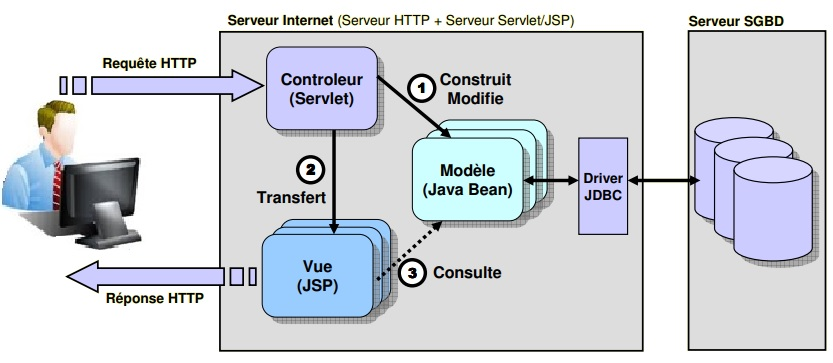 Serveur Internet (Serveur HTTP + Serveur Servlet/JSP)
Serveur SGBD
Requête HTTP
Controleur
(Servlet)
1 Construit
Modifie
2
Transfert
Modèle
(Java Bean)
Driver
JDBC
Vue
(JSP)
3 Consulte
Réponse HTTP